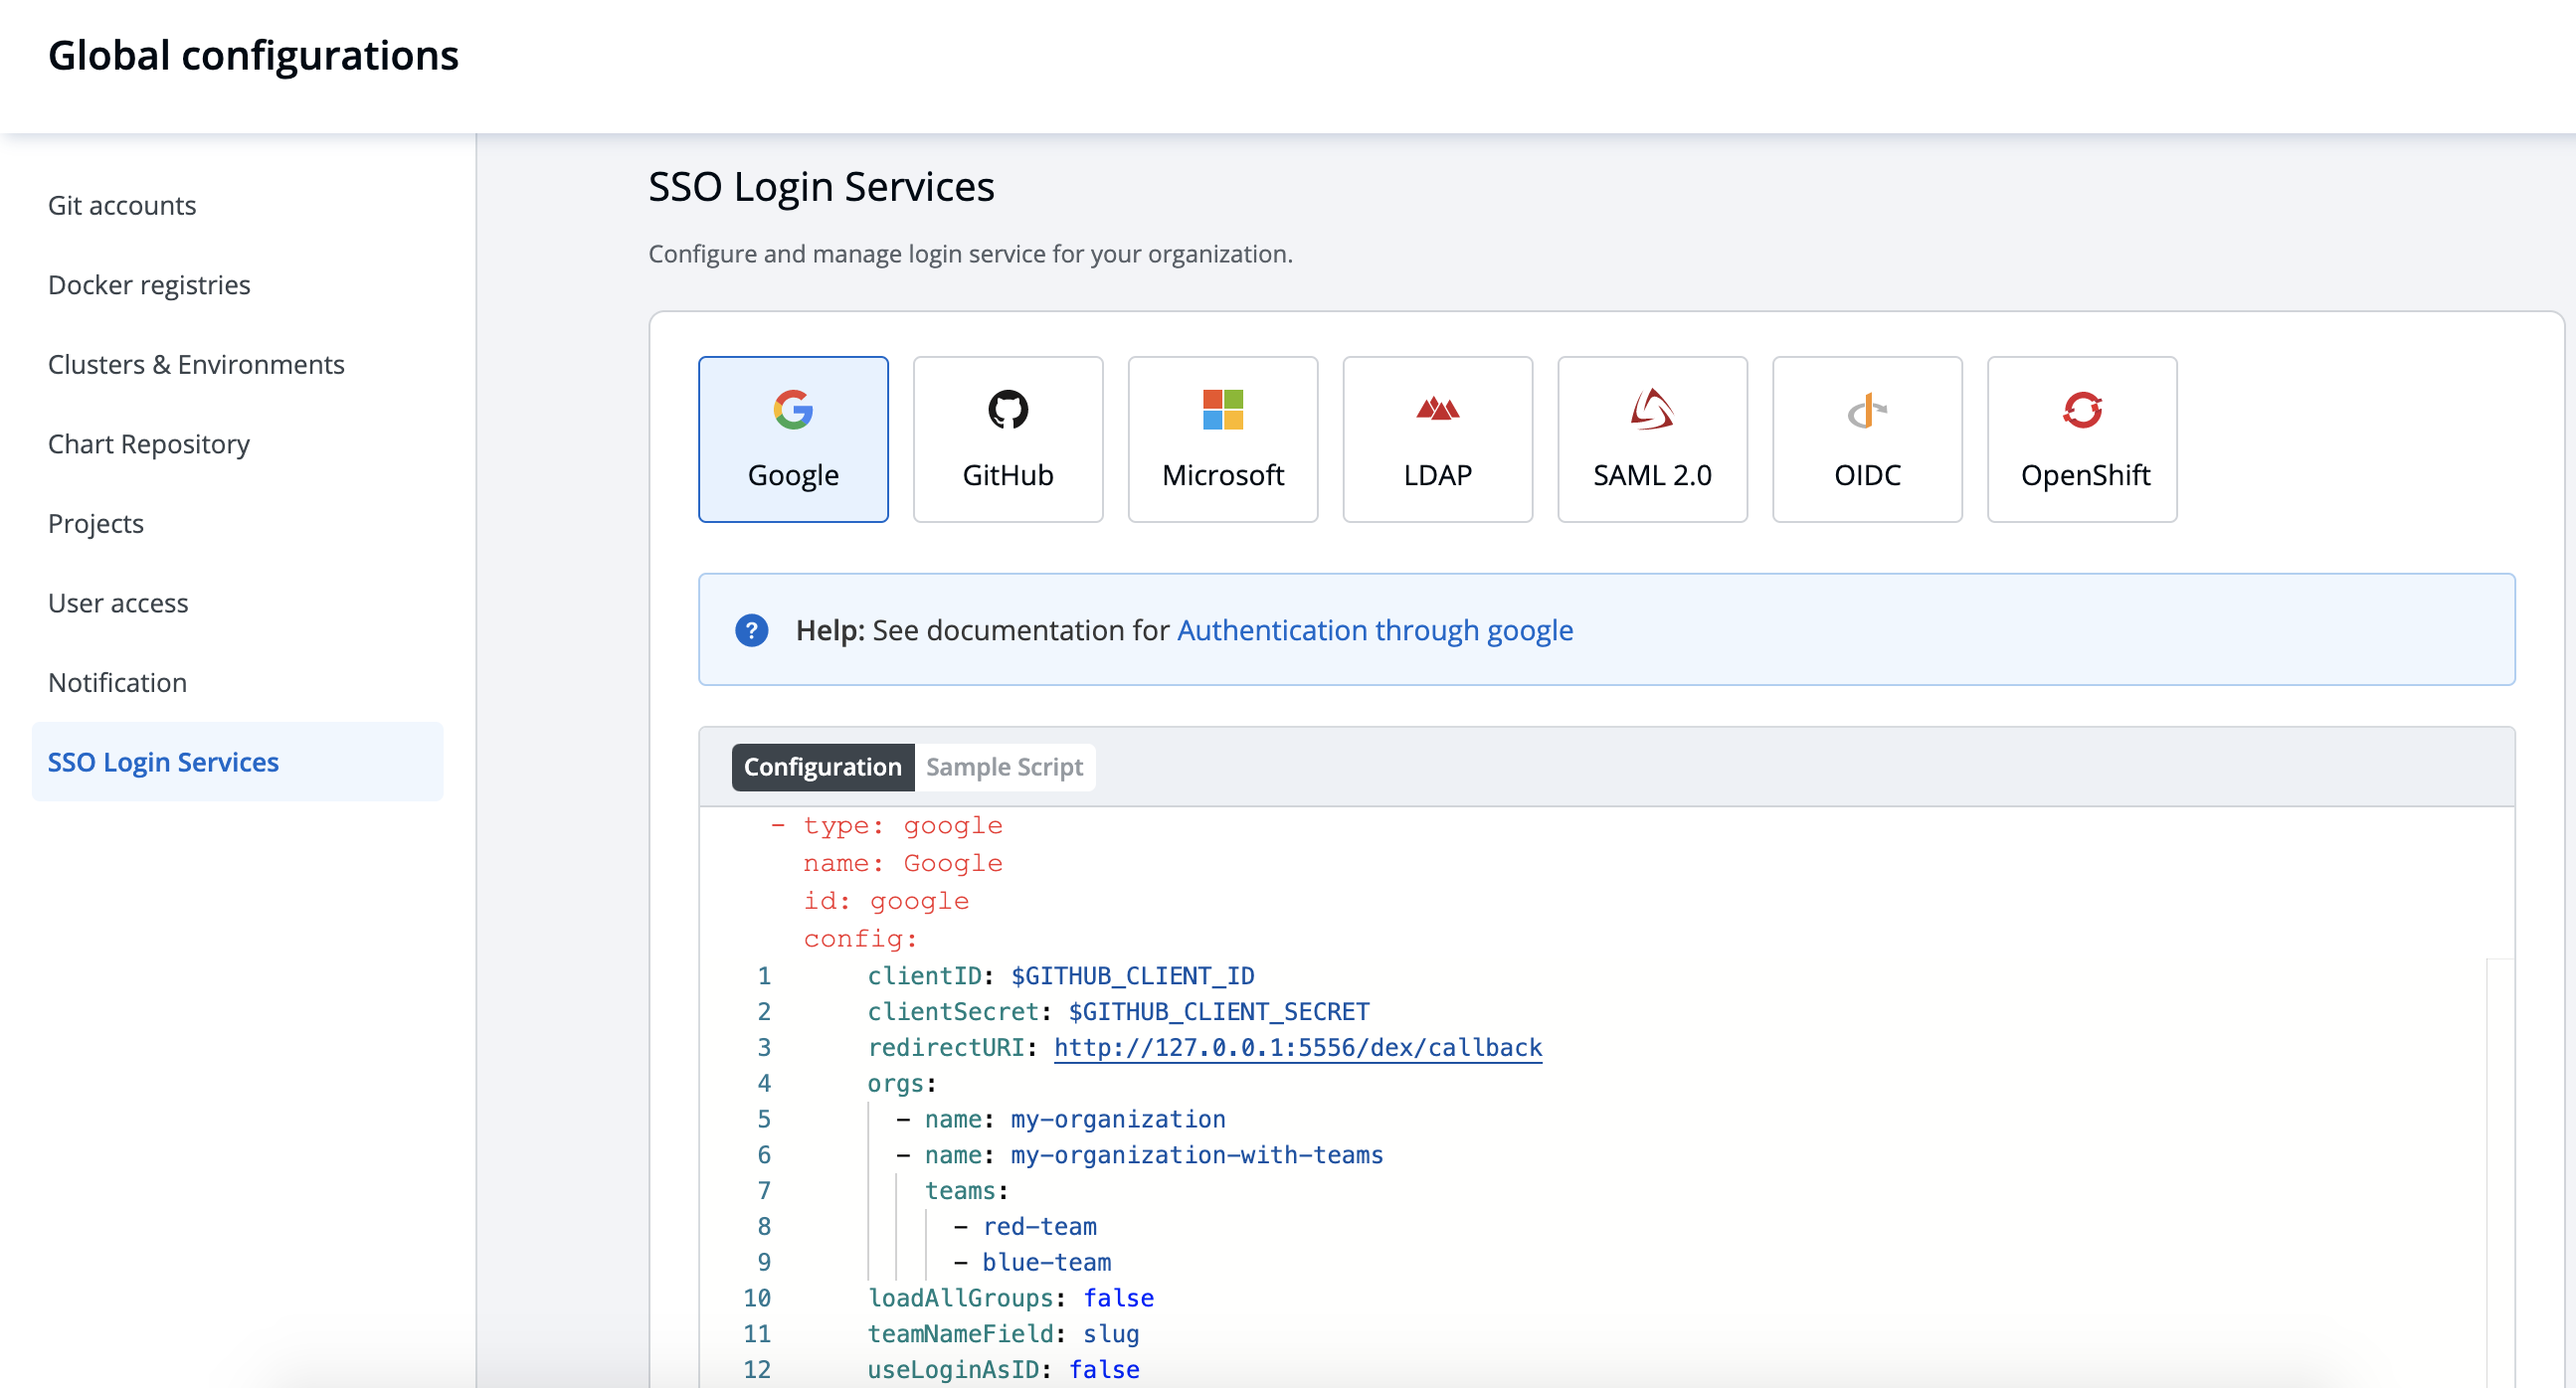 Global configurations
Git accounts
Docker registries
Clusters & Environments
Chart Repository
Projects
User access
Notification
SSO Login Services
SSO Login Services
Configure and manage login service for your organization.
Google
GitHub
Microsoft
LDAP
SAML 2.0
OIDC
OpenShift
? Help: See documentation for Authentication through google
Configuration Sample Script
- type: google
name: Google
id: google
config:
1 clientID: $GITHUB_CLIENT_ID
2 clientSecret: $GITHUB_CLIENT_SECRET
3 redirectURI: http://127.0.0.1:5556/dex/callback
4 orgs:
5 - name: my-organization
6 - name: my-organization-with-teams
7 teams:
8 - red-team
9 - blue-team
10 loadAllGroups: false
11 teamNameField: slug
12 useLoginAsID: false